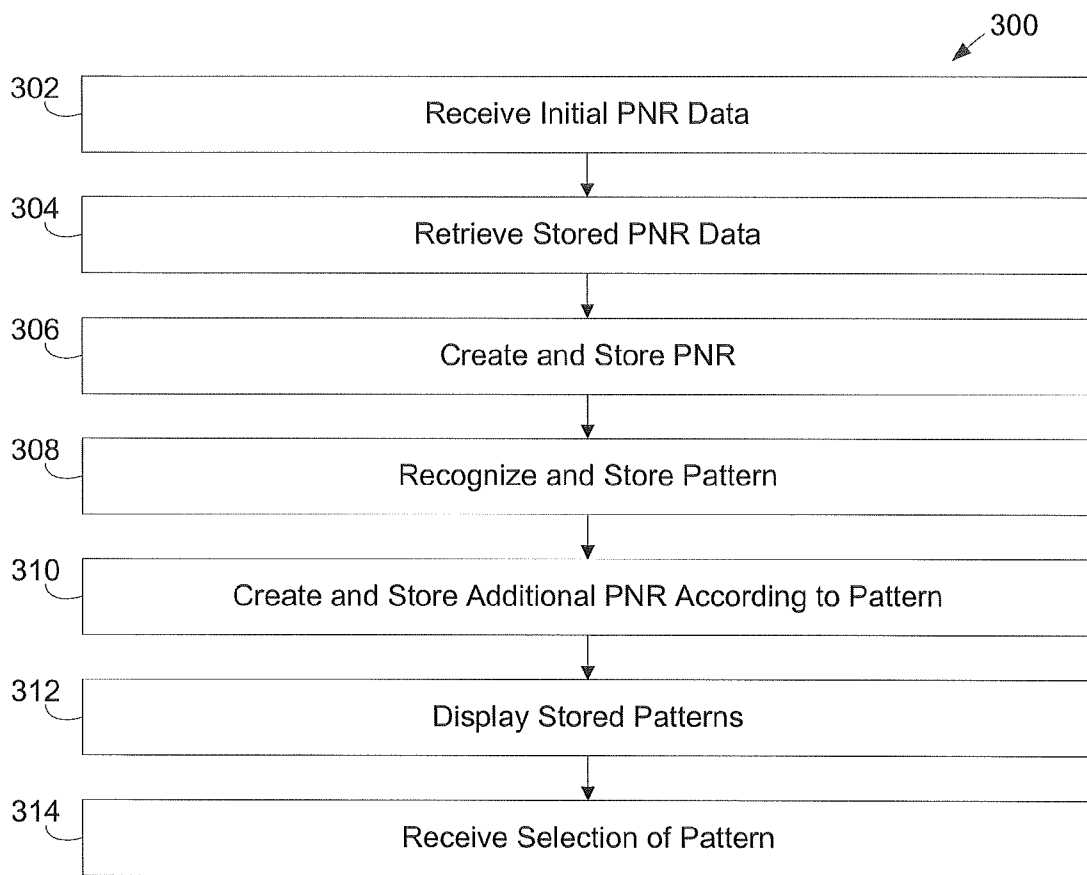 300
302
Receive Initial PNR Data
304
Retrieve Stored PNR Data
306
Create and Store PNR
308
Recognize and Store Pattern
310
Create and Store Additional PNR According to Pattern
312
Display Stored Patterns
314
Receive Selection of Pattern